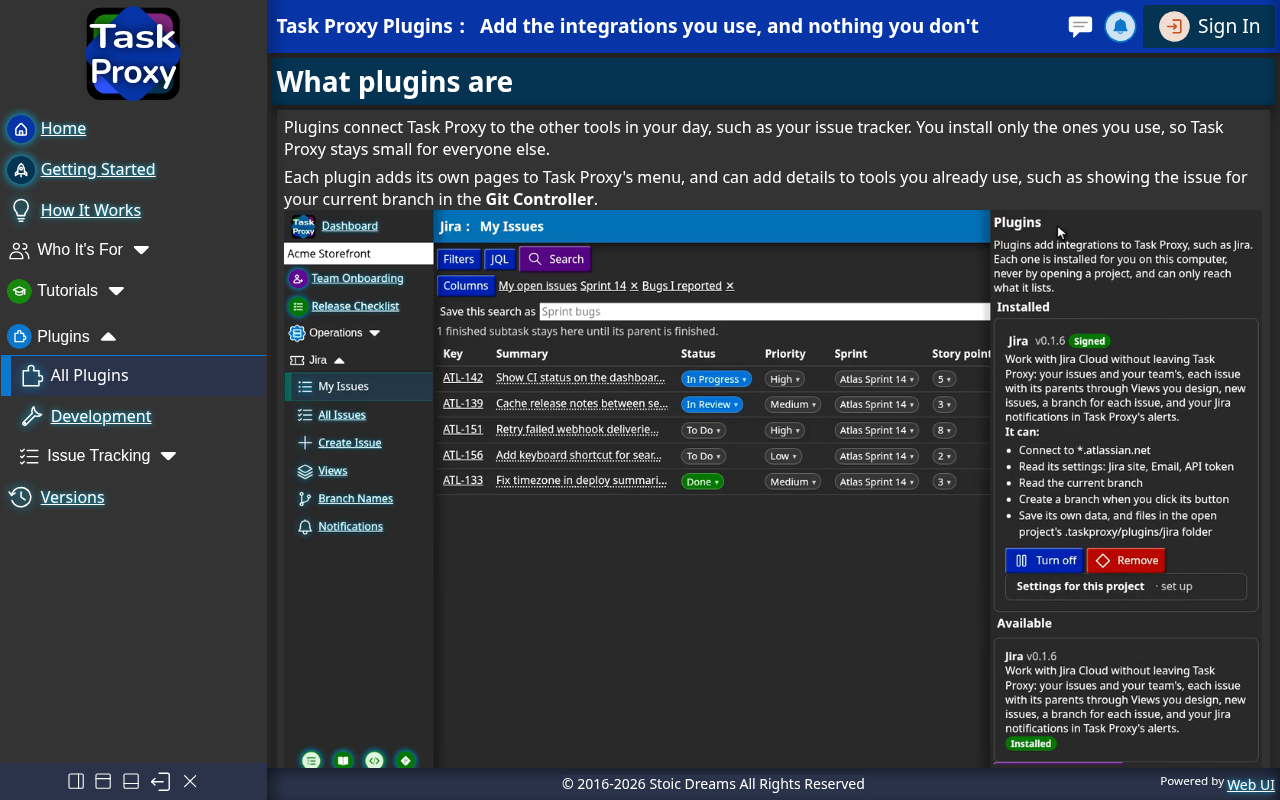 Task Proxy
Home
Getting Started
How It Works
Who It's For
Tutorials
Plugins
All Plugins
Development
Issue Tracking
Versions
Task Proxy Plugins : Add the integrations you use, and nothing you don't
Sign In
What plugins are
Plugins connect Task Proxy to the other tools in your day, such as your issue tracker. You install only the ones you use, so Task
Proxy stays small for everyone else.
Each plugin adds its own pages to Task Proxy's menu, and can add details to tools you already use, such as showing the issue for
your current branch in the Git Controller.
Task Proxy
Dashboard
Acme Storefront
Team Onboarding
Release Checklist
Operations
Jira
My Issues
All Issues
Create Issue
Views
Branch Names
Notifications
Jira : My Issues
Filters JQL Search
Columns My open issues Sprint 14 × Bugs I reported ×
Save this search as Sprint bugs
1 finished subtask stays here until its parent is finished.
Key Summary Status Priority Sprint Story point
ATL-142 Show CI status on the dashboar... In Progress High Atlas Sprint 14 5
ATL-139 Cache release notes between se... In Review Medium Atlas Sprint 14 3
ATL-151 Retry failed webhook deliverie... To Do High Atlas Sprint 14 8
ATL-156 Add keyboard shortcut for sear... To Do Low Atlas Sprint 14 2
ATL-133 Fix timezone in deploy summari... Done Medium Atlas Sprint 14 3
Plugins
Plugins add integrations to Task Proxy, such as Jira.
Each one is installed for you on this computer,
never by opening a project, and can only reach
what it lists.
Installed
Jira v0.1.6 Signed
Work with Jira Cloud without leaving Task
Proxy: your issues and your team's, each issue
with its parents through Views you design, new
issues, a branch for each issue, and your Jira
notifications in Task Proxy's alerts.
It can:
• Connect to *.atlassian.net
• Read its settings: Jira site, Email, API token
• Read the current branch
• Create a branch when you click its button
• Save its own data, and files in the open
project's .taskproxy/plugins/jira folder
Turn off Remove
Settings for this project · set up
Available
Jira v0.1.6
Work with Jira Cloud without leaving Task
Proxy: your issues and your team's, each issue
with its parents through Views you design, new
issues, a branch for each issue, and your Jira
notifications in Task Proxy's alerts.
Installed
© 2016-2026 Stoic Dreams All Rights Reserved
Powered by Web UI